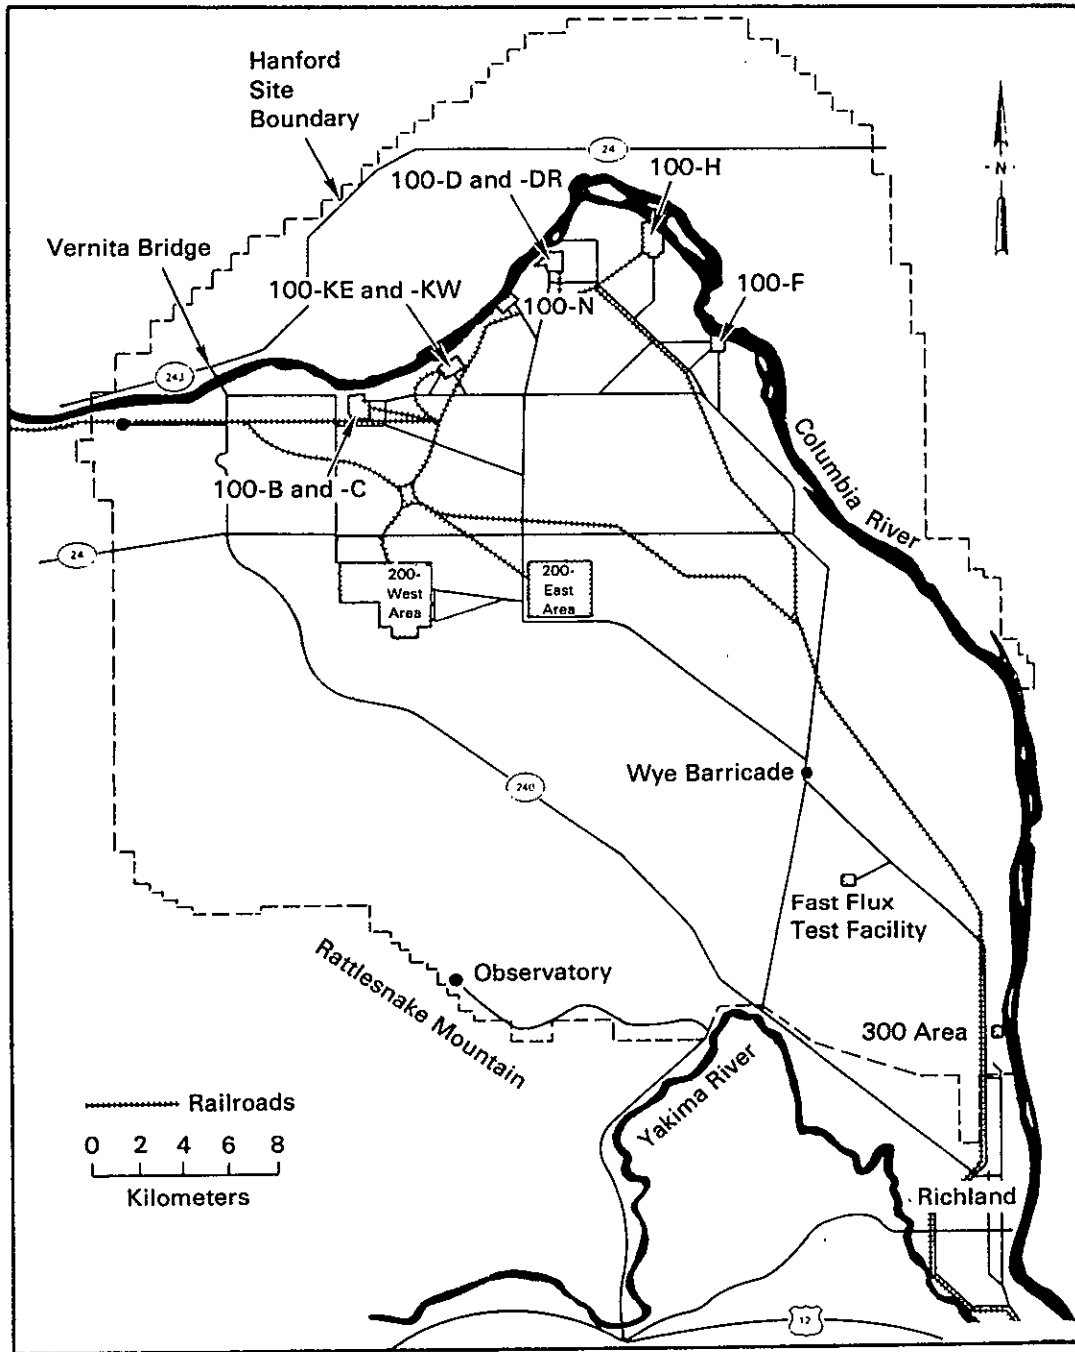 Hanford
Site
Boundary
24
100-D and -DR
100-H
N
Vernita Bridge
100-KE and -KW
100-N
100-F
Columbia River
100-B and -C
24
200-
West
Area
200-
East
Area
Wye Barricade
240
Fast Flux
Test Facility
Observatory
Rattlesnake Mountain
300 Area
Yakima River
Railroads
0 2 4 6 8
Kilometers
Richland
12